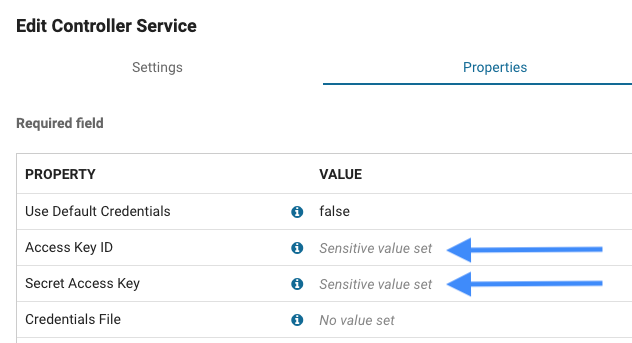 Edit Controller Service
Settings Properties
Required field
PROPERTY VALUE
Use Default Credentials false
Access Key ID Sensitive value set
Secret Access Key Sensitive value set
Credentials File No value set